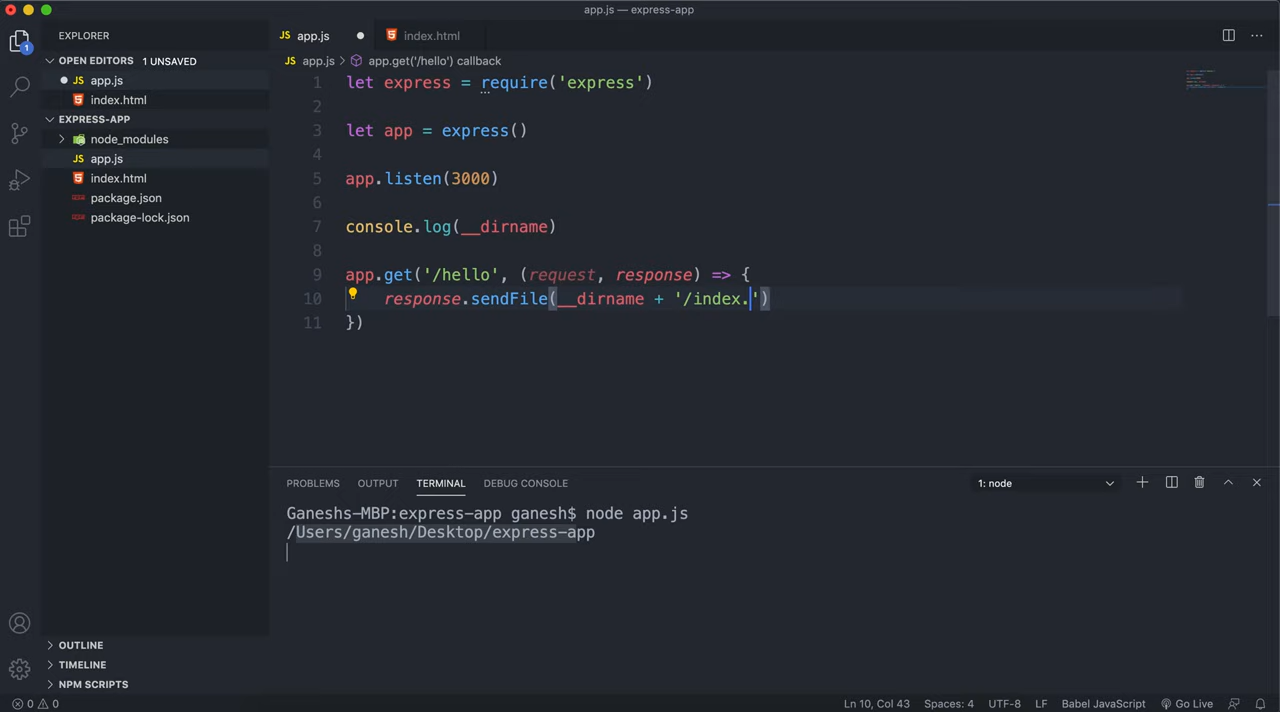 app.js — express-app
EXPLORER
JS app.js
index.html
1
OPEN EDITORS 1 UNSAVED
JS app.js
index.html
EXPRESS-APP
node_modules
JS app.js
index.html
package.json
package-lock.json
OUTLINE
TIMELINE
NPM SCRIPTS
JS app.js > app.get('/hello') callback
1 let express = require('express')
2
3 let app = express()
4
5 app.listen(3000)
6
7 console.log(__dirname)
8
9 app.get('/hello', (request, response) => {
10 response.sendFile(__dirname + '/index.')
11 })
PROBLEMS OUTPUT TERMINAL DEBUG CONSOLE 1: node
Ganeshs-MBP:express-app ganesh$ node app.js
/Users/ganesh/Desktop/express-app
0 0 Ln 10, Col 43 Spaces: 4 UTF-8 LF Babel JavaScript Go Live